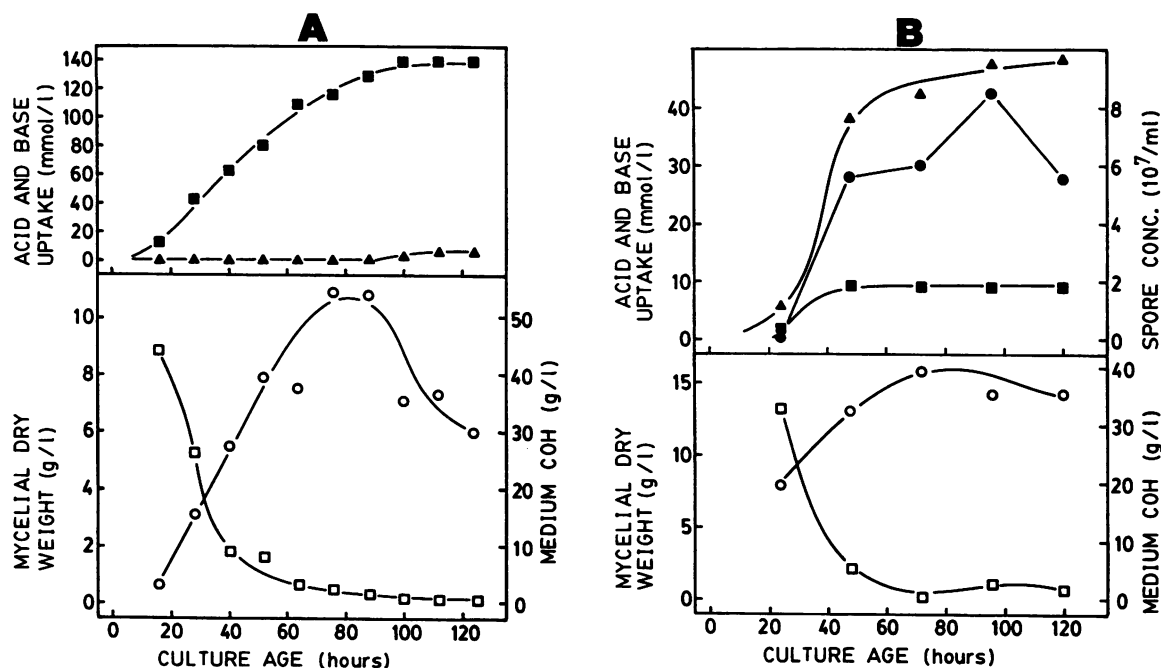 A
ACID AND BASE
UPTAKE (mmol/l)
140
120
100
80
60
40
20
0
MYCELIAL DRY
WEIGHT (g/l)
10
8
6
4
2
0
MEDIUM COH (g/l)
50
40
30
20
10
0
0 20 40 60 80 100 120
CULTURE AGE (hours)
B
ACID AND BASE
UPTAKE (mmol/l)
40
30
20
10
0
SPORE CONC. (10⁷/ml)
8
6
4
2
0
MYCELIAL DRY
WEIGHT (g/l)
15
10
5
0
MEDIUM COH (g/l)
40
30
20
10
0
0 20 40 60 80 100 120
CULTURE AGE (hours)